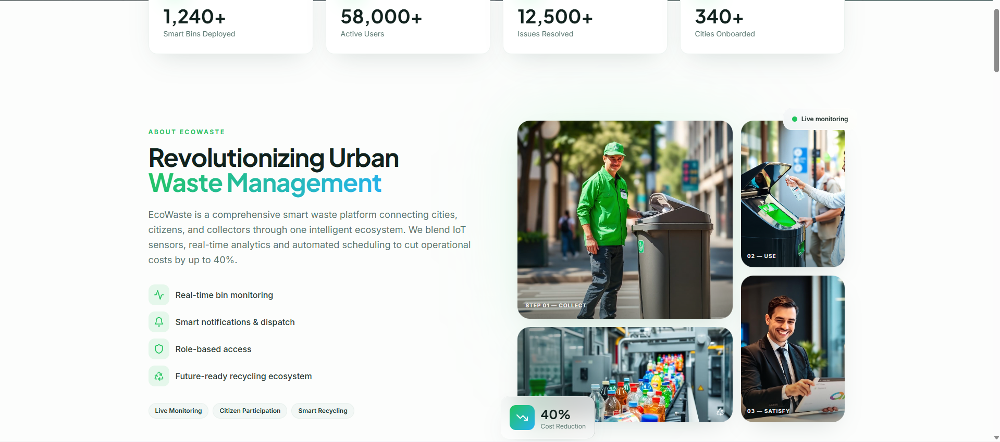 1,240+
Smart Bins Deployed
58,000+
Active Users
12,500+
Issues Resolved
340+
Cities Onboarded
ABOUT ECOWASTE
Revolutionizing Urban
Waste Management
EcoWaste is a comprehensive smart waste platform connecting cities,
citizens, and collectors through one intelligent ecosystem. We blend IoT
sensors, real-time analytics and automated scheduling to cut operational
costs by up to 40%.
Real-time bin monitoring
Smart notifications & dispatch
Role-based access
Future-ready recycling ecosystem
Live Monitoring
Citizen Participation
Smart Recycling
Live monitoring
STEP 01 — COLLECT
02 — USE
03 — SATISFY
40%
Cost Reduction